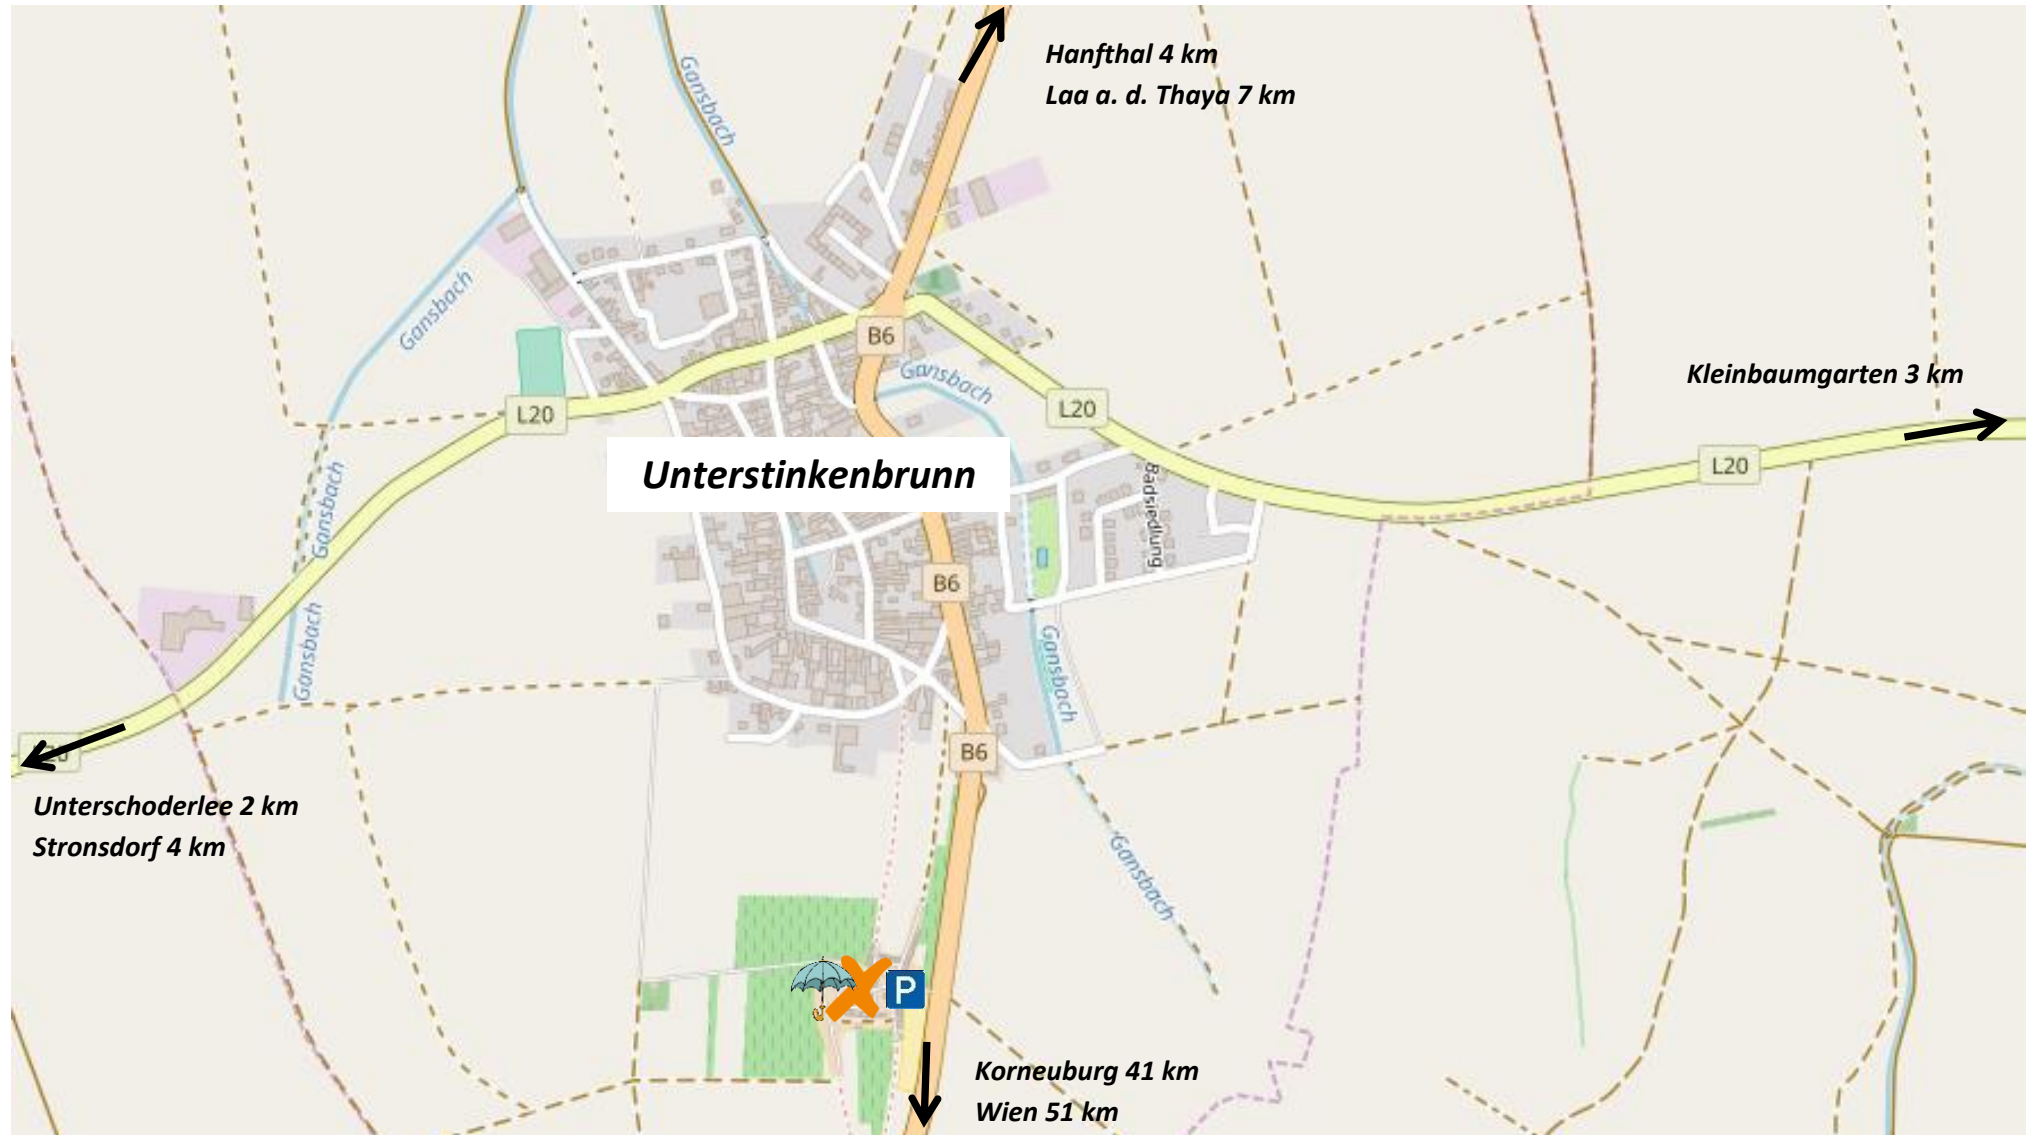 Hanfthal 4 km
Laa a. d. Thaya 7 km
Gansbach
Gansbach
B6
Gansbach
Kleinbaumgarten 3 km
L20
L20
L20
Unterstinkenbrunn
Badsiedlung
Gansbach
B6
Gansbach
Gansbach
B6
Unterschoderlee 2 km
Stronsdorf 4 km
Gansbach
P
Korneuburg 41 km
Wien 51 km